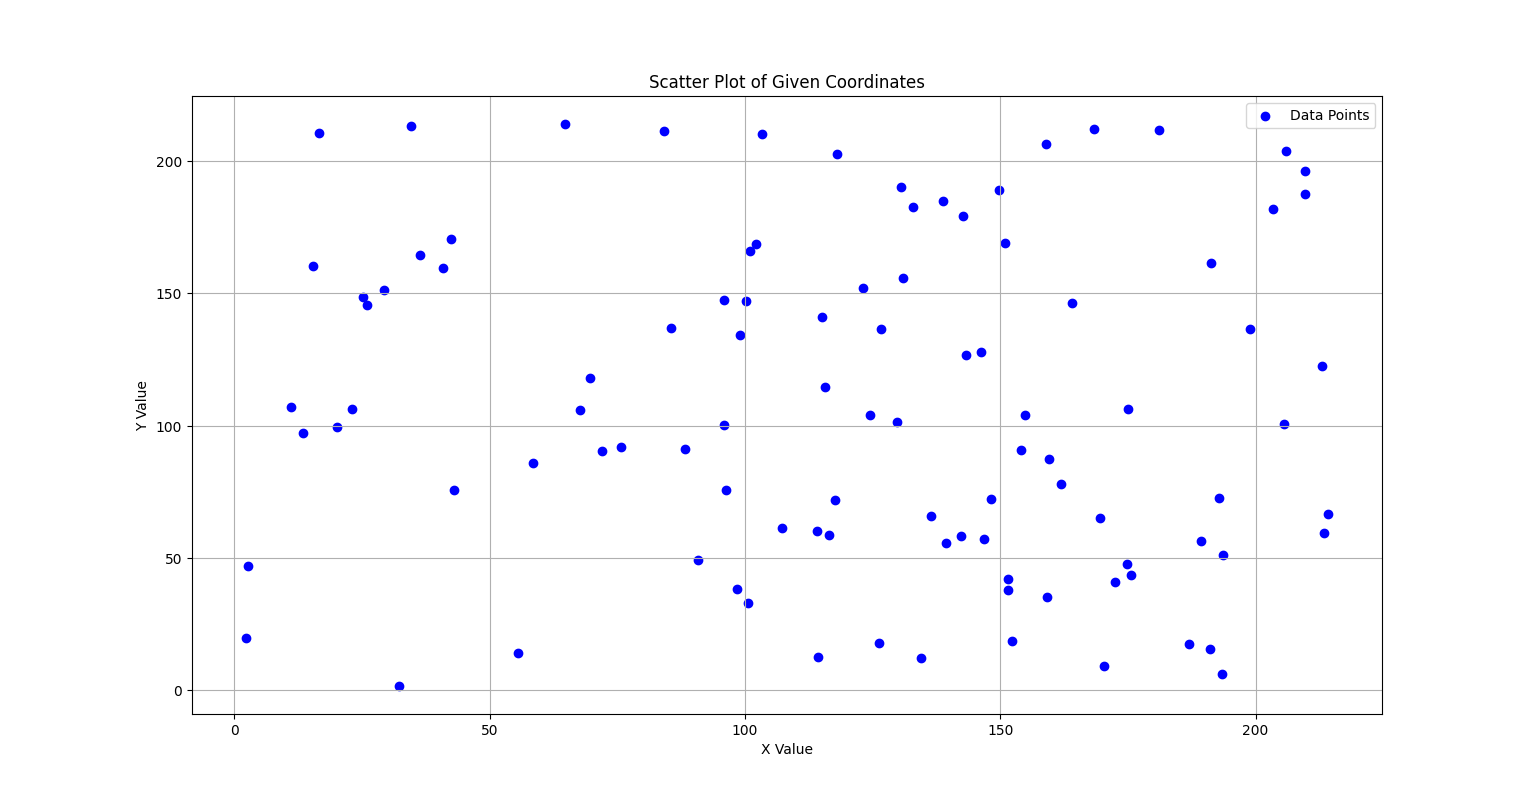 Scatter Plot of Given Coordinates
Data Points
200
150
100
50
0
Y Value
0 50 100 150 200
X Value